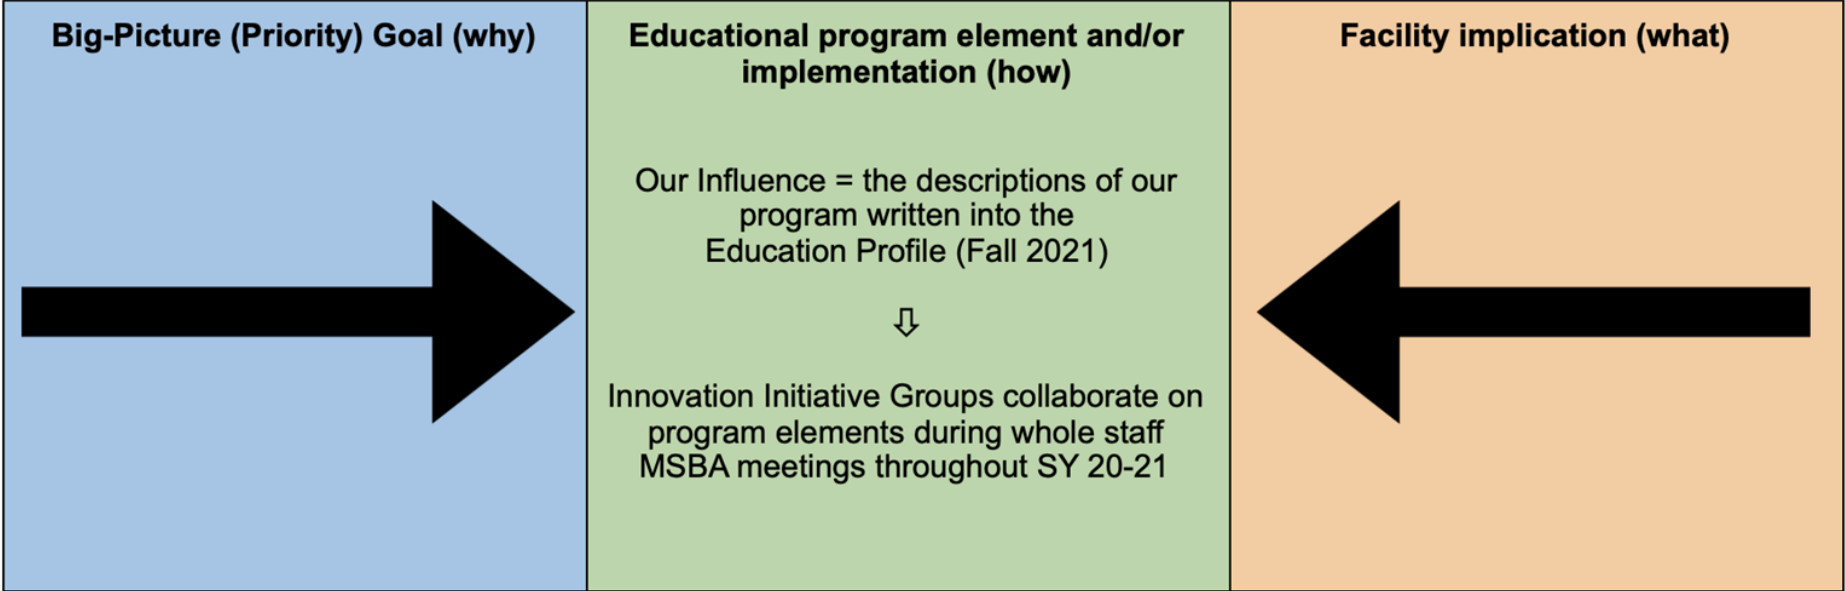 Big-Picture (Priority) Goal (why)
Educational program element and/or
implementation (how)
Our Influence = the descriptions of our
program written into the
Education Profile (Fall 2021)
⇩
Innovation Initiative Groups collaborate on
program elements during whole staff
MSBA meetings throughout SY 20-21
Facility implication (what)